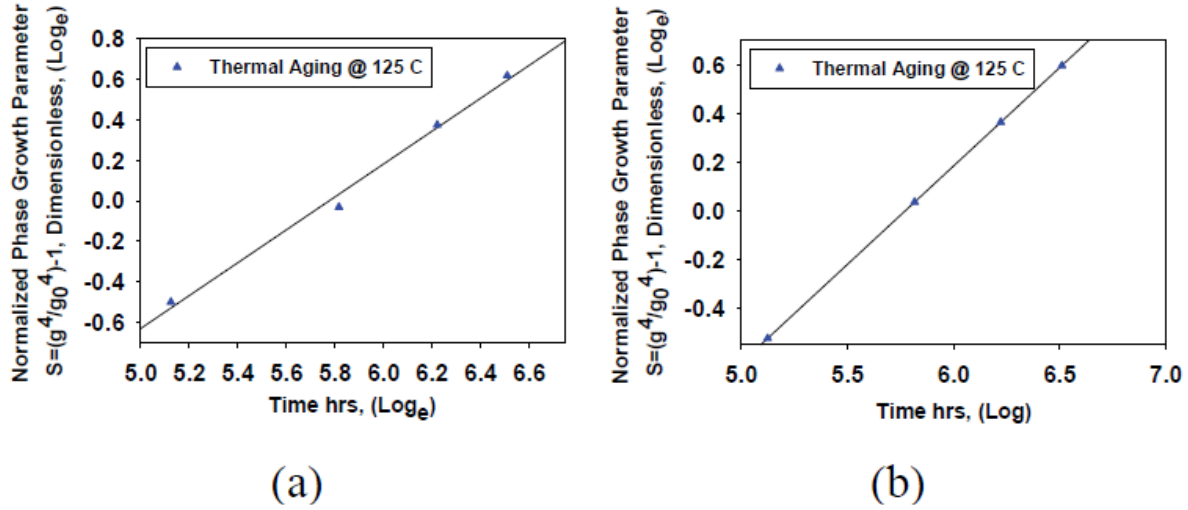 Normalized Phase Growth Parameter
S=(g⁴/g₀⁴)-1, Dimensionless, (Logₑ)
0.8
0.6
0.4
0.2
0.0
-0.2
-0.4
-0.6
Thermal Aging @ 125 C
5.0 5.2 5.4 5.6 5.8 6.0 6.2 6.4 6.6
Time hrs, (Logₑ)
(a)
Normalized Phase Growth Parameter
S=(g⁴/g₀⁴)-1, Dimensionless, (Logₑ)
0.6
0.4
0.2
0.0
-0.2
-0.4
Thermal Aging @ 125 C
5.0 5.5 6.0 6.5 7.0
Time hrs, (Log)
(b)